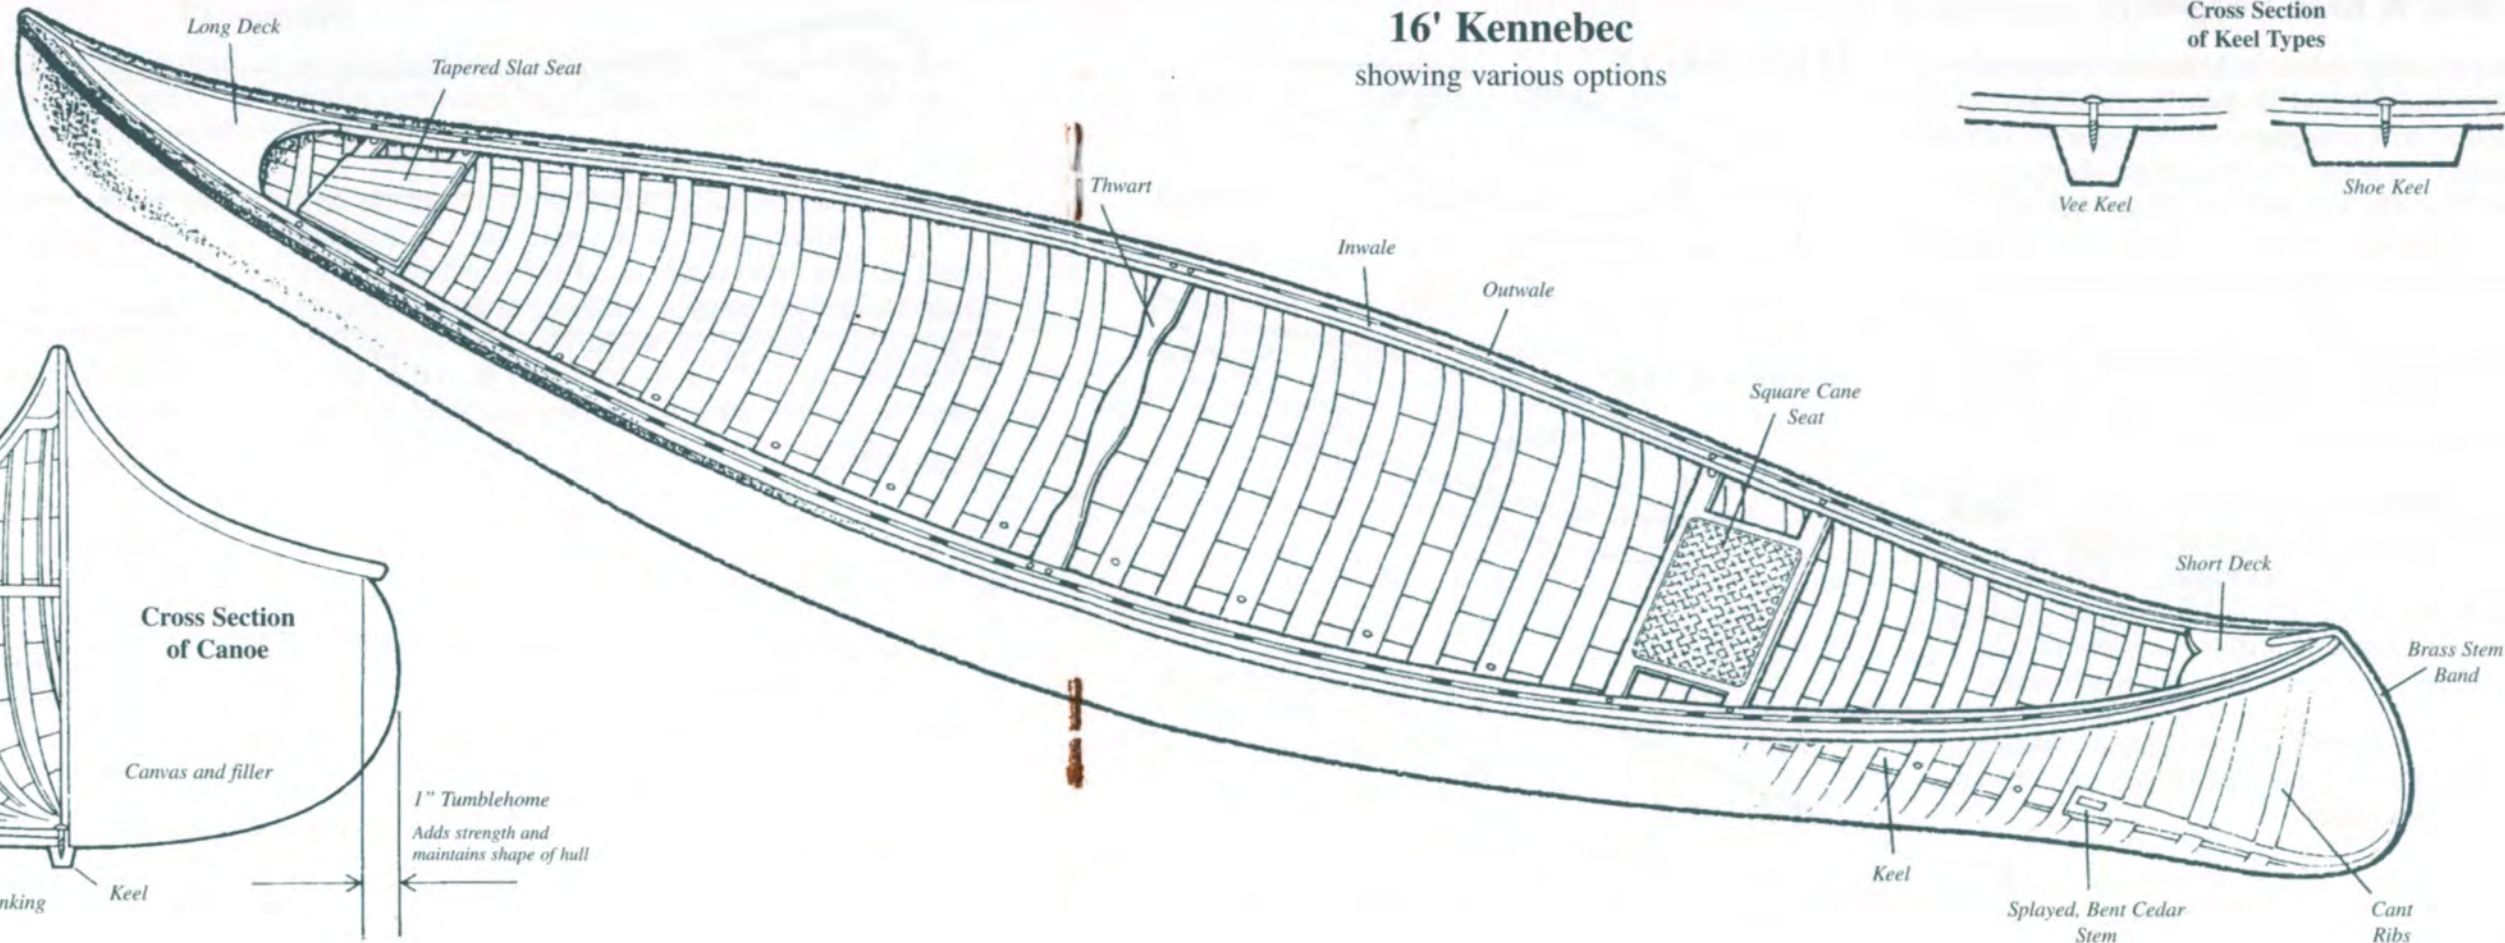 16' Kennebec
showing various options
Cross Section
of Keel Types
Vee Keel
Shoe Keel
Long Deck
Tapered Slat Seat
Thwart
Inwale
Outwale
Square Cane
Seat
Short Deck
Brass Stem
Band
Cross Section
of Canoe
Canvas and filler
1" Tumblehome
Adds strength and
maintains shape of hull
Keel
nking
Keel
Splayed, Bent Cedar
Stem
Cant
Ribs